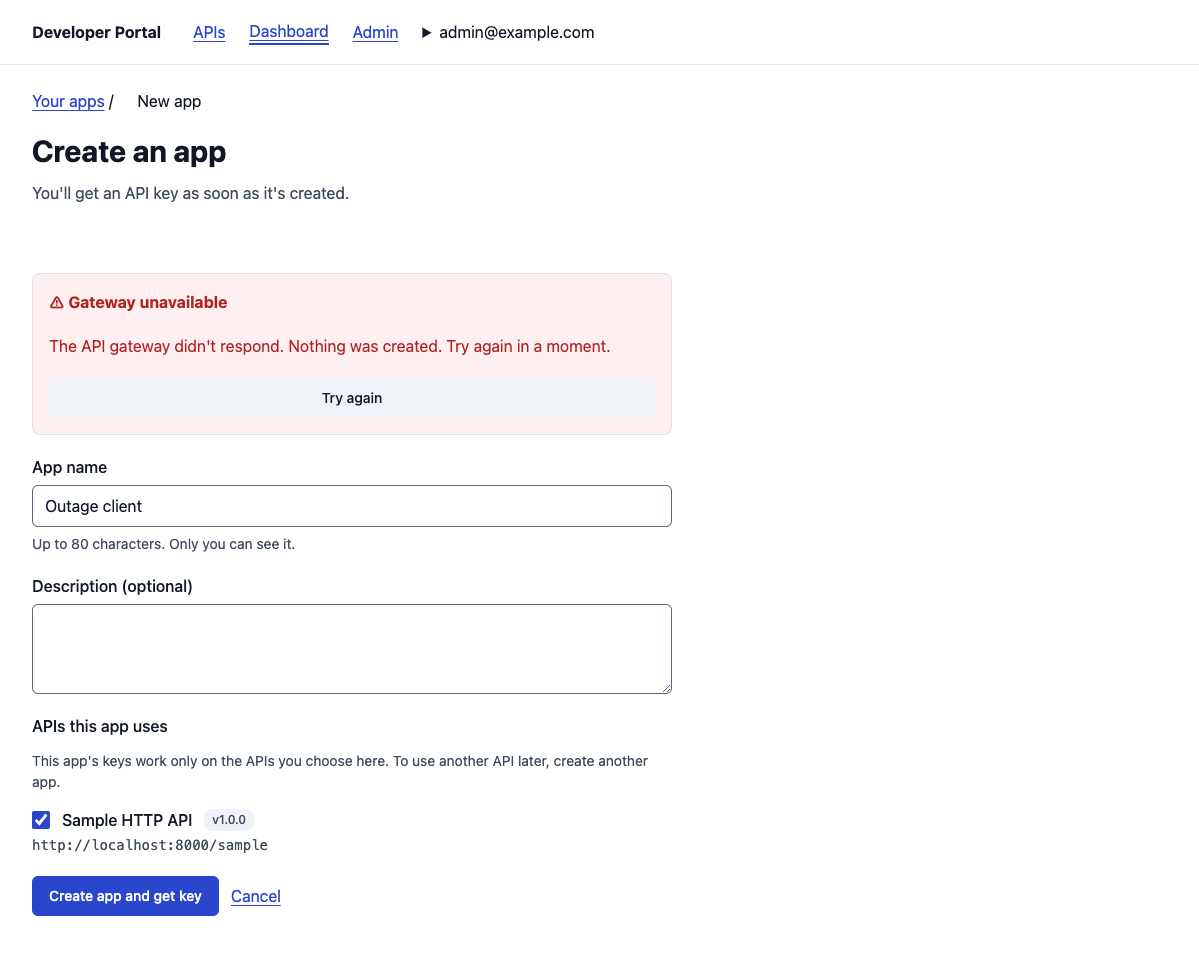 Developer Portal APIs Dashboard Admin ▶ admin@example.com
Your apps / New app
Create an app
You'll get an API key as soon as it's created.
Gateway unavailable
The API gateway didn't respond. Nothing was created. Try again in a moment.
Try again
App name
Outage client
Up to 80 characters. Only you can see it.
Description (optional)
APIs this app uses
This app's keys work only on the APIs you choose here. To use another API later, create another
app.
Sample HTTP API v1.0.0
http://localhost:8000/sample
Create app and get key Cancel